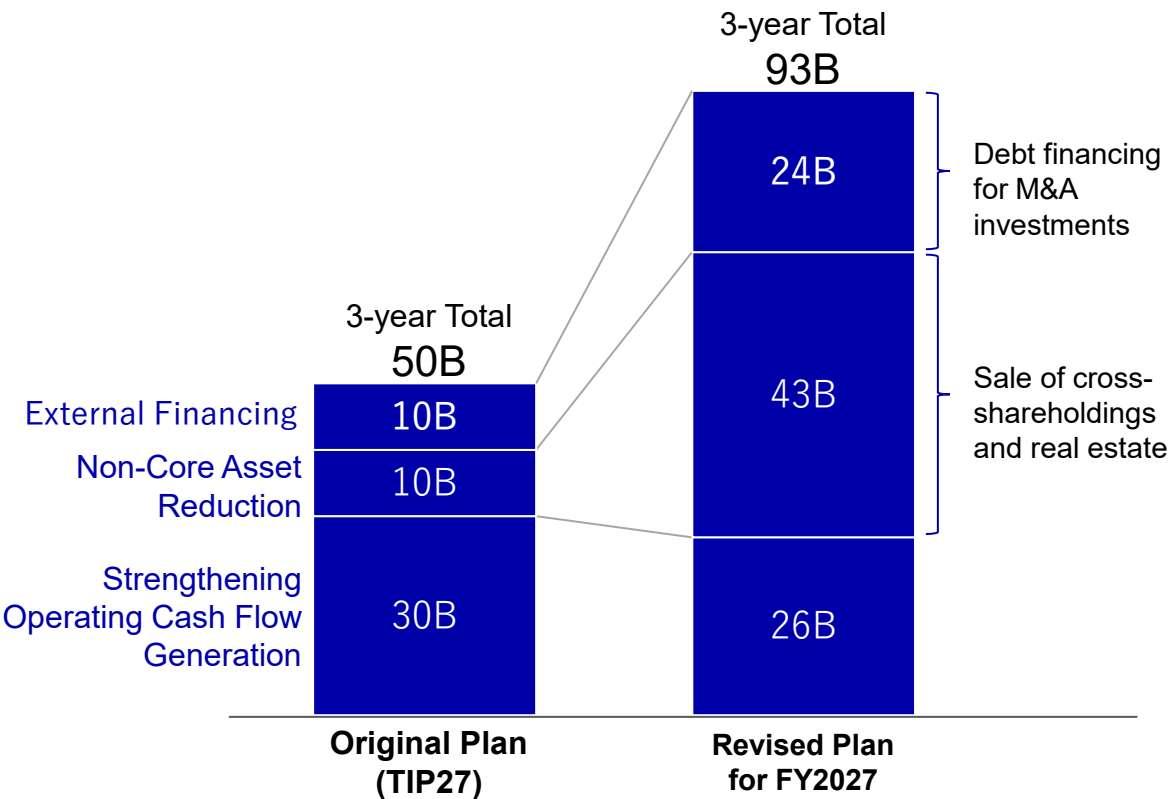 3-year Total
93B
24B
Debt financing
for M&A
investments
3-year Total
50B
43B
Sale of cross-
shareholdings
and real estate
External Financing
10B
Non-Core Asset
Reduction
10B
Strengthening
Operating Cash Flow
Generation
30B
26B
Original Plan
(TIP27)
Revised Plan
for FY2027